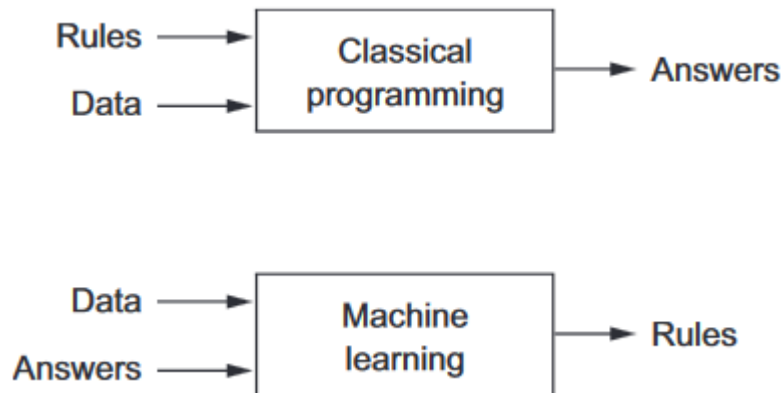 Rules
Data
Classical
programming
Answers
Data
Answers
Machine
learning
Rules